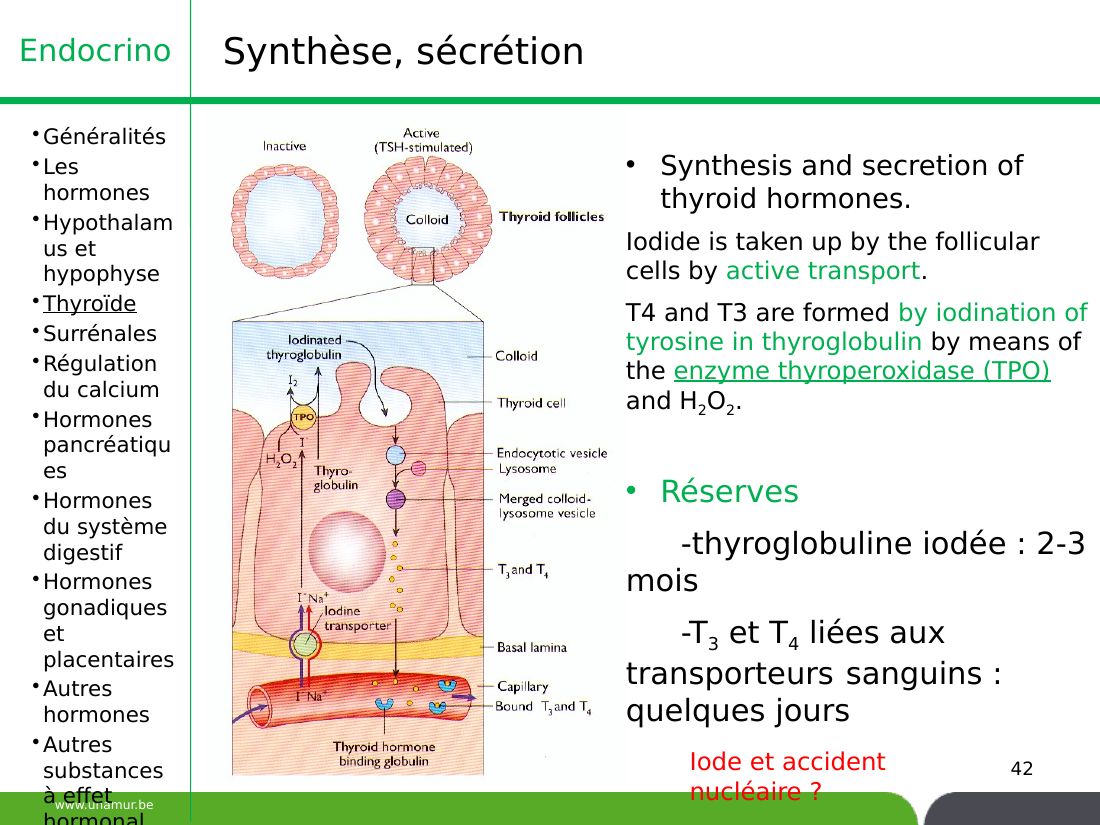 Endocrino
Synthèse, sécrétion
•Généralités
•Les
hormones
•Hypothalam
us et
hypophyse
•Thyroïde
•Surrénales
•Régulation
du calcium
•Hormones
pancréatiqu
es
•Hormones
du système
digestif
•Hormones
gonadiques
et
placentaires
•Autres
hormones
•Autres
substances
à effet
hormonal
Inactive
Active
(TSH-stimulated)
Colloid
Thyroid follicles
Iodinated
thyroglobulin
Colloid
I2
Thyroid cell
TPO
I-
H2O2
Thyro-
globulin
Endocytotic vesicle
Lysosome
Merged colloid-
lysosome vesicle
T3 and T4
I- Na+
Iodine
transporter
Basal lamina
I- Na+
Capillary
Bound T3 and T4
Thyroid hormone
binding globulin
• Synthesis and secretion of
thyroid hormones.
Iodide is taken up by the follicular
cells by active transport.
T4 and T3 are formed by iodination of
tyrosine in thyroglobulin by means of
the enzyme thyroperoxidase (TPO)
and H2O2.
• Réserves
-thyroglobuline iodée : 2-3
mois
-T3 et T4 liées aux
transporteurs sanguins :
quelques jours
Iode et accident
nucléaire ?
42
www.unamur.be